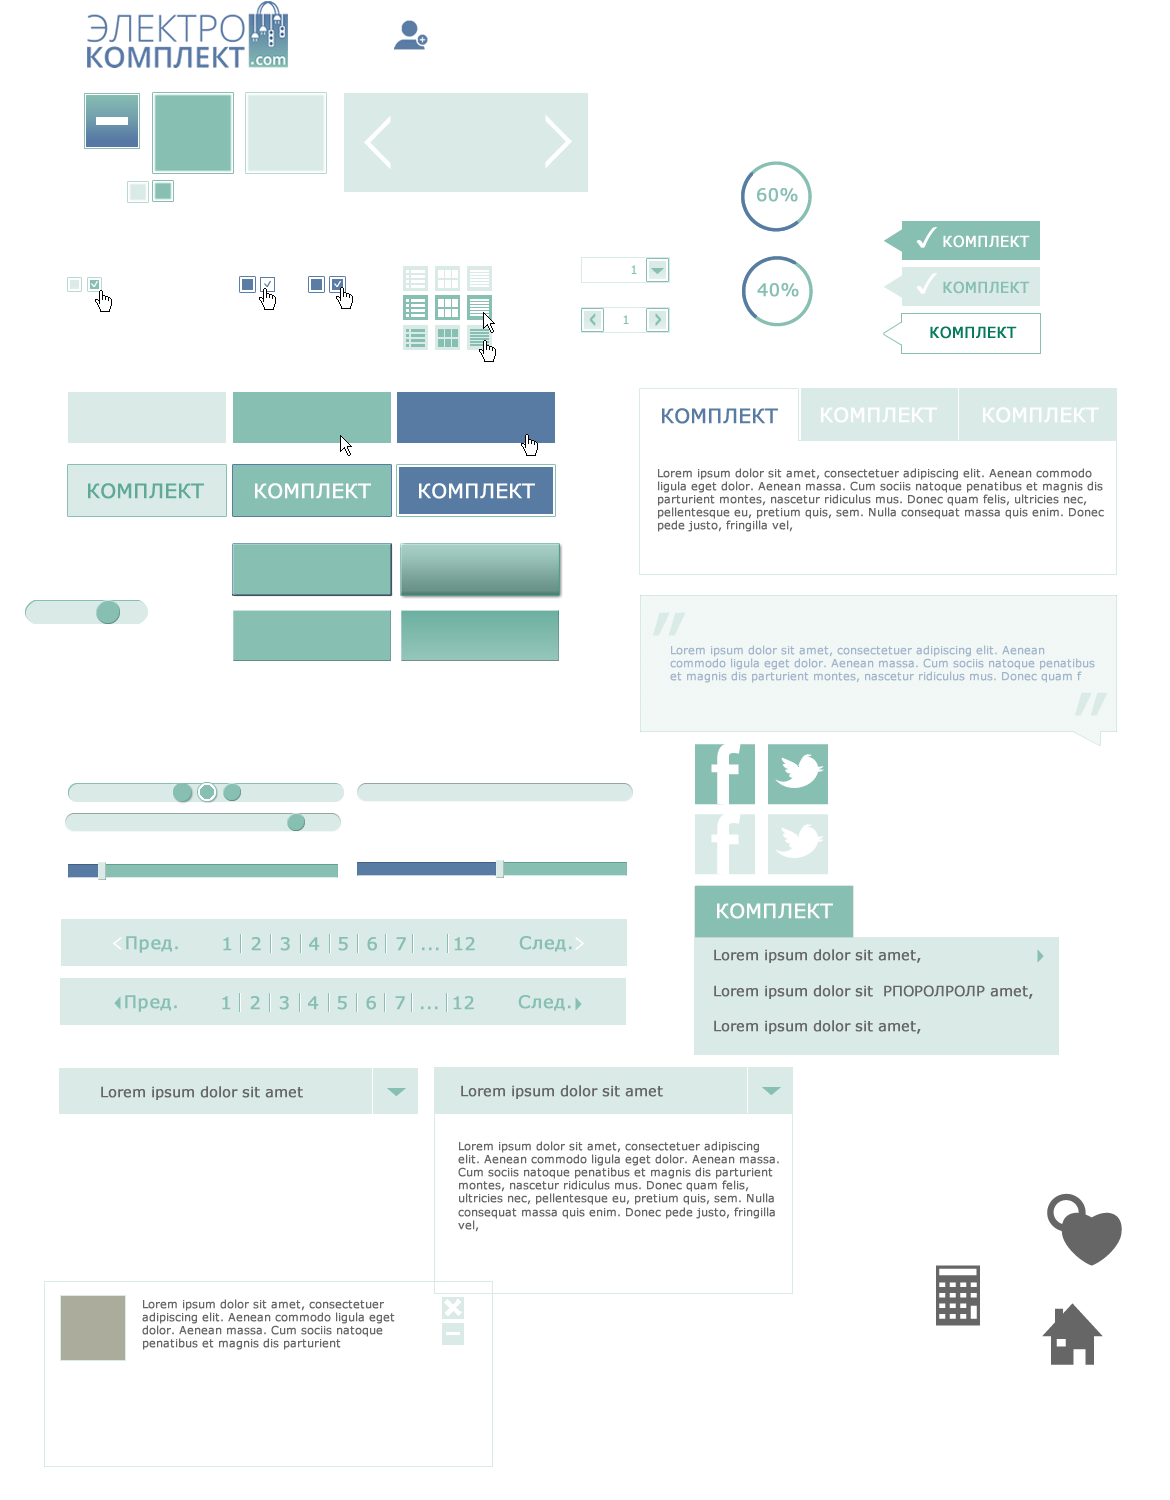 ЭЛЕКТРО
КОМПЛЕКТ
.com
60%
КОМПЛЕКТ
1
КОМПЛЕКТ
40%
1
КОМПЛЕКТ
КОМПЛЕКТ
КОМПЛЕКТ
КОМПЛЕКТ
КОМПЛЕКТ КОМПЛЕКТ КОМПЛЕКТ
Lorem ipsum dolor sit amet, consectetuer adipiscing elit. Aenean commodo
ligula eget dolor. Aenean massa. Cum sociis natoque penatibus et magnis dis
parturient montes, nascetur ridiculus mus. Donec quam felis, ultricies nec,
pellentesque eu, pretium quis, sem. Nulla consequat massa quis enim. Donec
pede justo, fringilla vel,
Lorem ipsum dolor sit amet, consectetuer adipiscing elit. Aenean
commodo ligula eget dolor. Aenean massa. Cum sociis natoque penatibus
et magnis dis parturient montes, nascetur ridiculus mus. Donec quam f
Пред. 1 2 3 4 5 6 7 ... 12 След.
Пред. 1 2 3 4 5 6 7 ... 12 След.
КОМПЛЕКТ
Lorem ipsum dolor sit amet,
Lorem ipsum dolor sit РПОРОЛРОЛР amet,
Lorem ipsum dolor sit amet,
Lorem ipsum dolor sit amet
Lorem ipsum dolor sit amet
Lorem ipsum dolor sit amet, consectetuer adipiscing
elit. Aenean commodo ligula eget dolor. Aenean massa.
Cum sociis natoque penatibus et magnis dis parturient
montes, nascetur ridiculus mus. Donec quam felis,
ultricies nec, pellentesque eu, pretium quis, sem. Nulla
consequat massa quis enim. Donec pede justo, fringilla
vel,
Lorem ipsum dolor sit amet, consectetuer
adipiscing elit. Aenean commodo ligula eget
dolor. Aenean massa. Cum sociis natoque
penatibus et magnis dis parturient